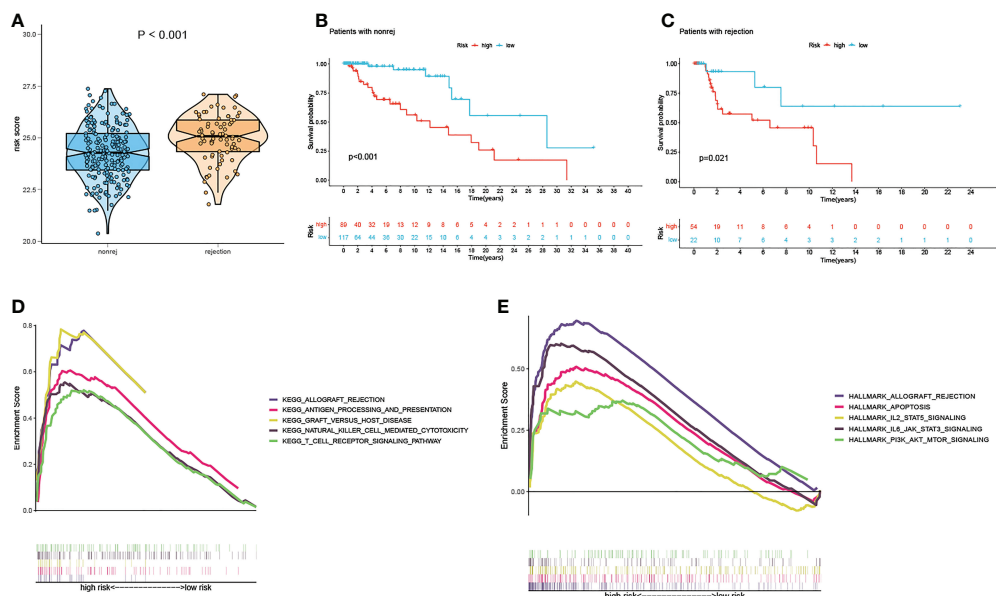 A
P < 0.001
30.0
27.5
25.0
22.5
20.0
risk score
nonrej
rejection
B
Patients with nonrej
Risk high low
1.00
0.75
0.50
0.25
0.00
Survival probability
p<0.001
0 2 4 6 8 10 12 14 16 18 20 22 24 26 28 30 32 34 36 38 40
Time(years)
Risk
high 89 40 32 19 13 12 9 8 6 5 4 2 2 1 1 1 0 0 0 0 0
low 117 64 44 36 30 22 15 10 6 4 4 3 3 2 2 1 1 1 0 0 0
0 2 4 6 8 10 12 14 16 18 20 22 24 26 28 30 32 34 36 38 40
Time(years)
C
Patients with rejection
Risk high low
1.00
0.75
0.50
0.25
0.00
Survival probability
p=0.021
0 2 4 6 8 10 12 14 16 18 20 22 24
Time(years)
Risk
high 54 19 11 8 6 4 1 0 0 0 0 0 0
low 22 10 7 6 4 3 3 2 2 1 1 1 0
0 2 4 6 8 10 12 14 16 18 20 22 24
Time(years)
D
0.8
0.6
0.4
0.2
0.0
Enrichment Score
KEGG_ALLOGRAFT_REJECTION
KEGG_ANTIGEN_PROCESSING_AND_PRESENTATION
KEGG_GRAFT_VERSUS_HOST_DISEASE
KEGG_NATURAL_KILLER_CELL_MEDIATED_CYTOTOXICITY
KEGG_T_CELL_RECEPTOR_SIGNALING_PATHWAY
high risk<--------------->low risk
E
0.50
0.25
0.00
Enrichment Score
HALLMARK_ALLOGRAFT_REJECTION
HALLMARK_APOPTOSIS
HALLMARK_IL2_STAT5_SIGNALING
HALLMARK_IL6_JAK_STAT3_SIGNALING
HALLMARK_PI3K_AKT_MTOR_SIGNALING
high risk<--------------->low risk